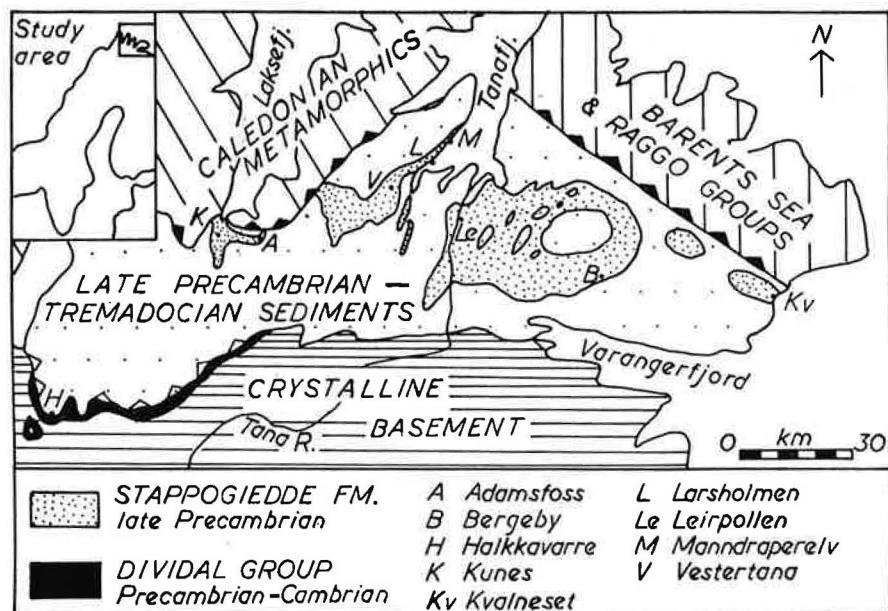 Study
area
Laksefj.
CALEDONIAN
METAMORPHICS
Tanafj.
N
BARENTS SEA
& RAGGO GROUPS
K
A
V
L
M
Le
B
Kv
LATE PRECAMBRIAN –
TREMADOCIAN SEDIMENTS
H
Varangerfjord
CRYSTALLINE
BASEMENT
Tana R.
0 km 30
STAPPOGIEDDE FM.
late Precambrian
DIVIDAL GROUP
Precambrian-Cambrian
A Adamsfoss
B Bergeby
H Halkkavarre
K Kunes
Kv Kvalneset
L Larsholmen
Le Leirpollen
M Manndraperelv
V Vestertana